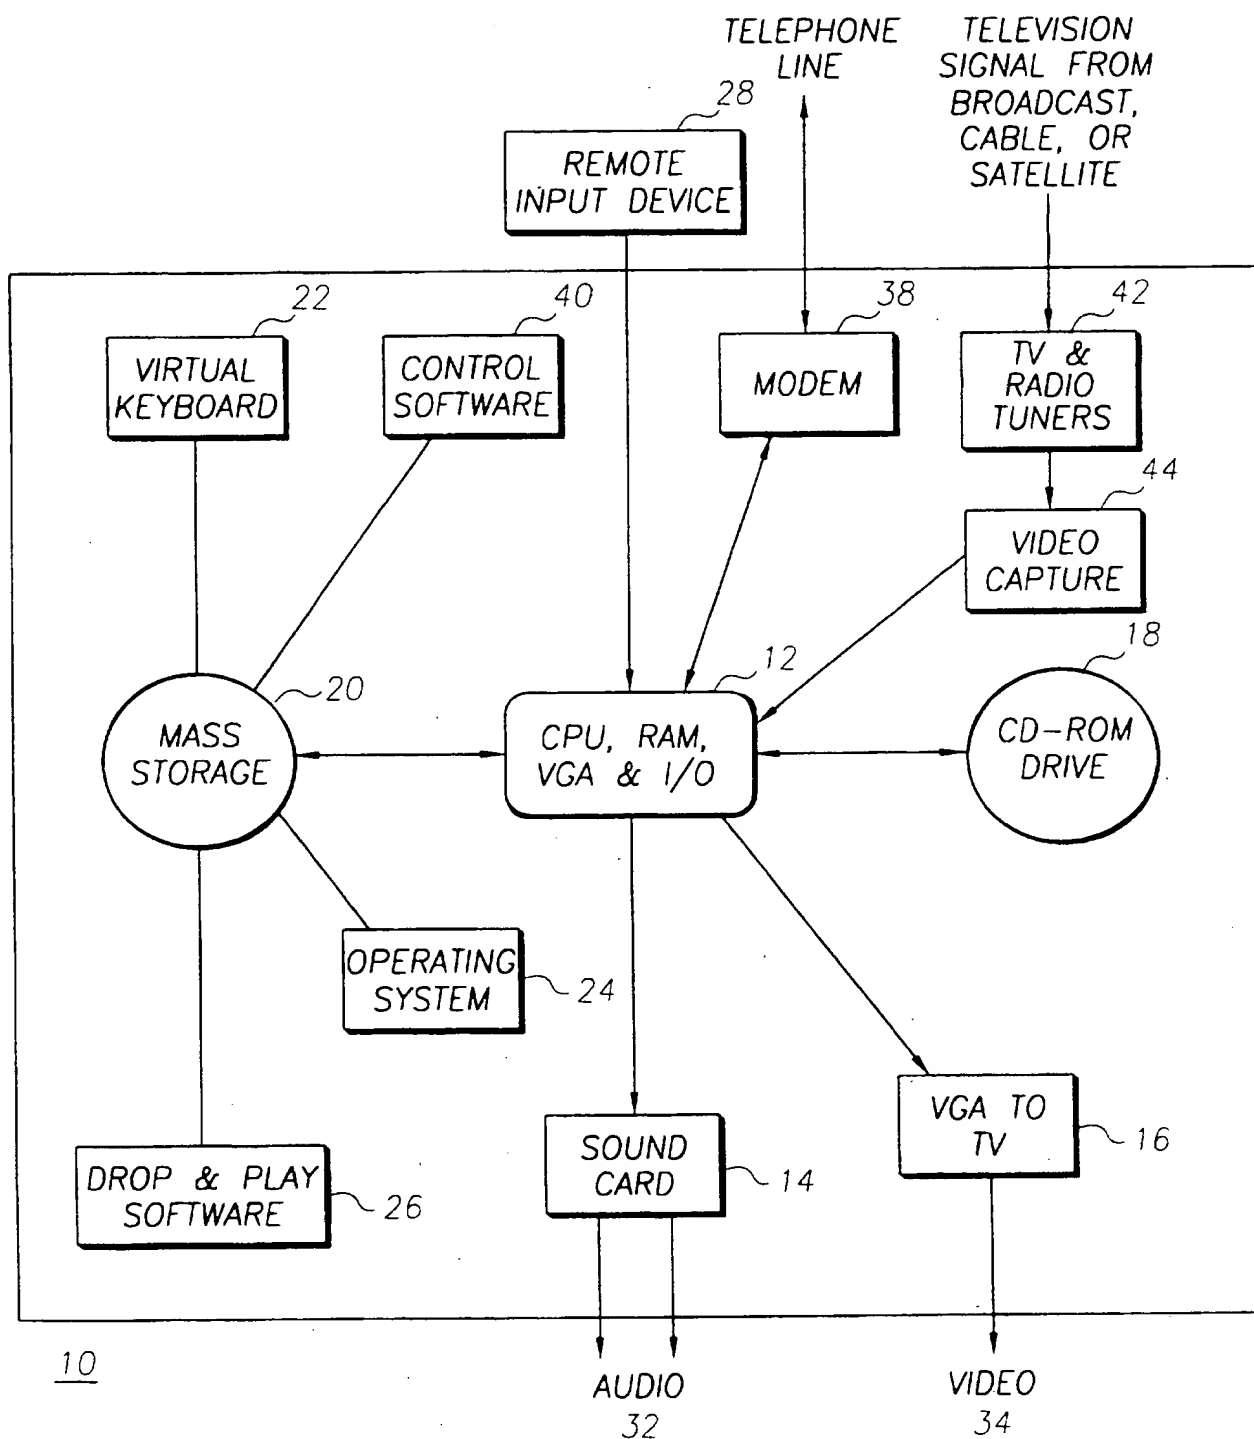 TELEPHONE
LINE
TELEVISION
SIGNAL FROM
BROADCAST,
CABLE, OR
SATELLITE
28
REMOTE
INPUT DEVICE
22
VIRTUAL
KEYBOARD
40
CONTROL
SOFTWARE
38
MODEM
42
TV &
RADIO
TUNERS
44
VIDEO
CAPTURE
20
MASS
STORAGE
12
CPU, RAM,
VGA & I/O
18
CD-ROM
DRIVE
OPERATING
SYSTEM
24
DROP & PLAY
SOFTWARE
26
SOUND
CARD
14
VGA TO
TV
16
10
AUDIO
32
VIDEO
34